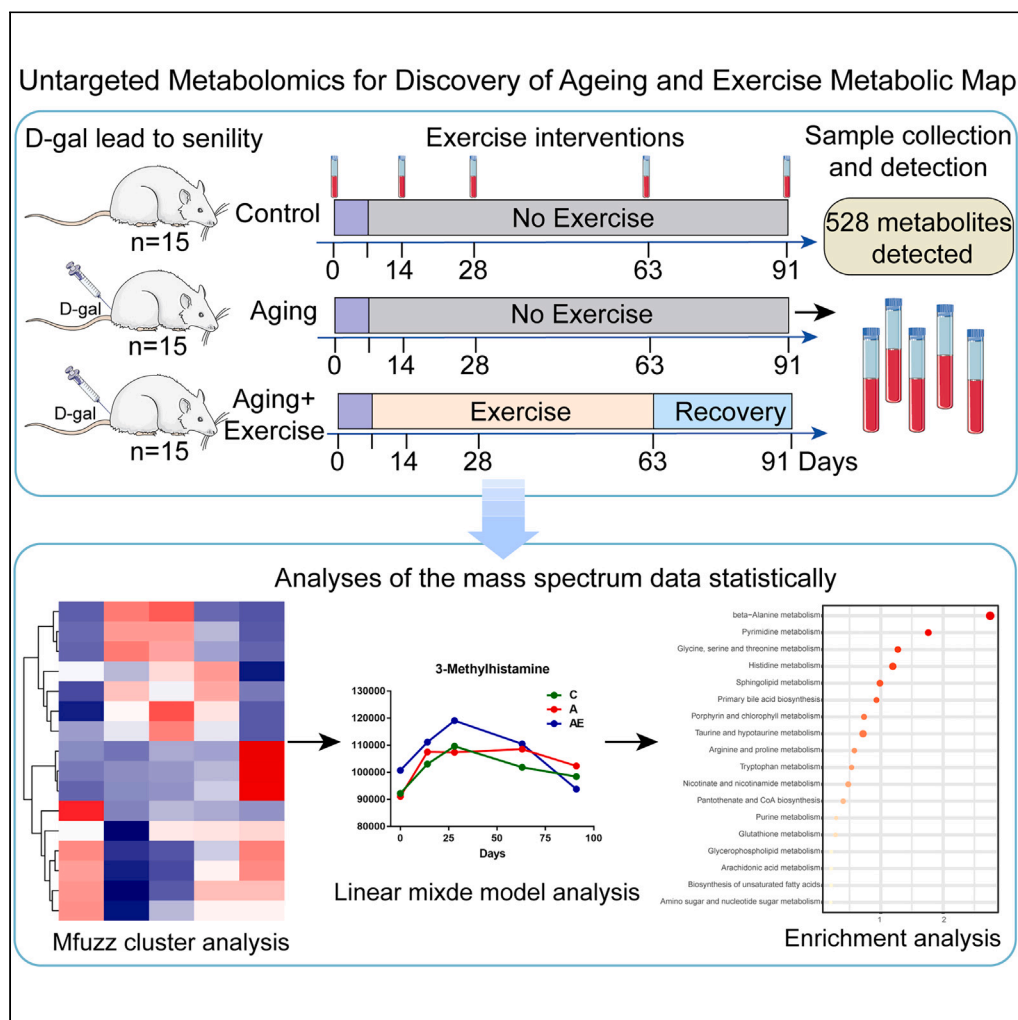 Untargeted Metabolomics for Discovery of Ageing and Exercise Metabolic Map
D-gal lead to senility
Exercise interventions
Sample collection
and detection
n=15
Control
No Exercise
0 14 28 63 91
528 metabolites
detected
D-gal
n=15
Aging
No Exercise
0 14 28 63 91
D-gal
n=15
Aging+
Exercise
Exercise
Recovery
0 14 28 63 91 Days
Analyses of the mass spectrum data statistically
Mfuzz cluster analysis
3-Methylhistamine
C
A
AE
130000
120000
110000
100000
90000
80000
0 25 50 75 100
Days
Linear mixde model analysis
beta−Alanine metabolism
Pyrimidine metabolism
Glycine, serine and threonine metabolism
Histidine metabolism
Sphingolipid metabolism
Primary bile acid biosynthesis
Porphyrin and chlorophyll metabolism
Taurine and hypotaurine metabolism
Arginine and proline metabolism
Tryptophan metabolism
Nicotinate and nicotinamide metabolism
Pantothenate and CoA biosynthesis
Purine metabolism
Glutathione metabolism
Glycerophospholipid metabolism
Arachidonic acid metabolism
Biosynthesis of unsaturated fatty acids
Amino sugar and nucleotide sugar metabolism
1 2
Enrichment analysis